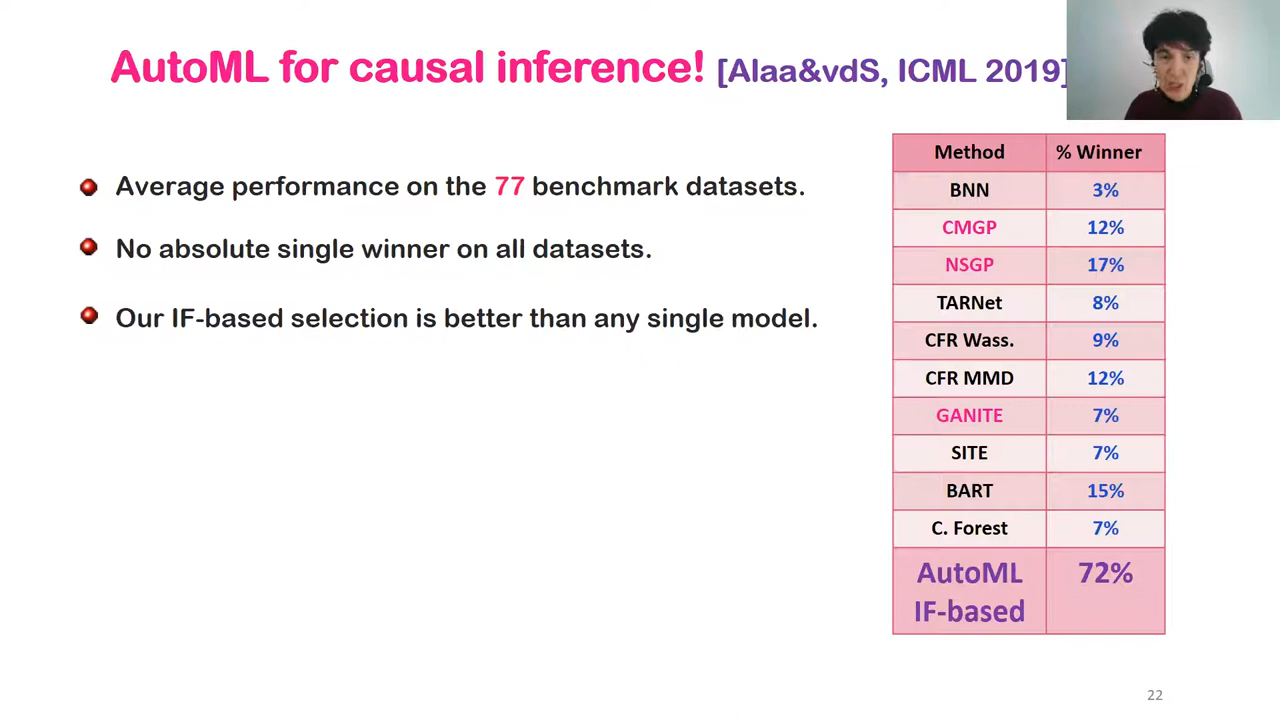 AutoML for causal inference! [Alaa&vdS, ICML 2019]
Average performance on the 77 benchmark datasets.
No absolute single winner on all datasets.
Our IF-based selection is better than any single model.
Method % Winner
BNN 3%
CMGP 12%
NSGP 17%
TARNet 8%
CFR Wass. 9%
CFR MMD 12%
GANITE 7%
SITE 7%
BART 15%
C. Forest 7%
AutoML 72%
IF-based
22